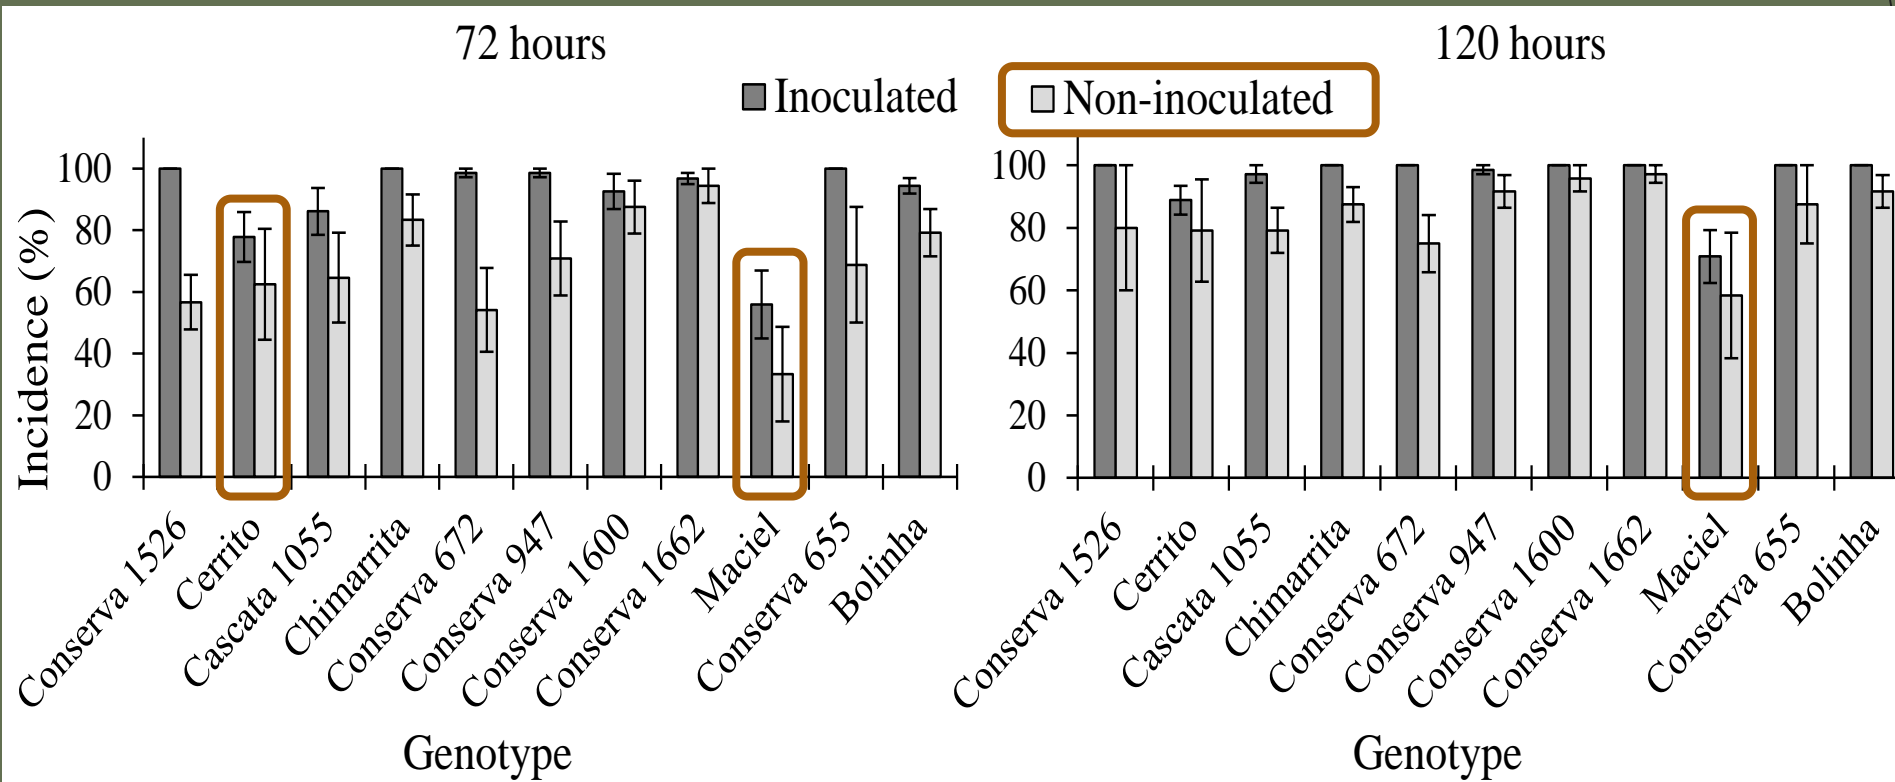 72 hours
120 hours
Inoculated
Non-inoculated
Incidence (%)
100
80
60
40
20
0
Conserva 1526
Cerrito
Cascata 1055
Chimarrita
Conserva 672
Conserva 947
Conserva 1600
Conserva 1662
Maciel
Conserva 655
Bolinha
Genotype
100
80
60
40
20
0
Conserva 1526
Cerrito
Cascata 1055
Chimarrita
Conserva 672
Conserva 947
Conserva 1600
Conserva 1662
Maciel
Conserva 655
Bolinha
Genotype